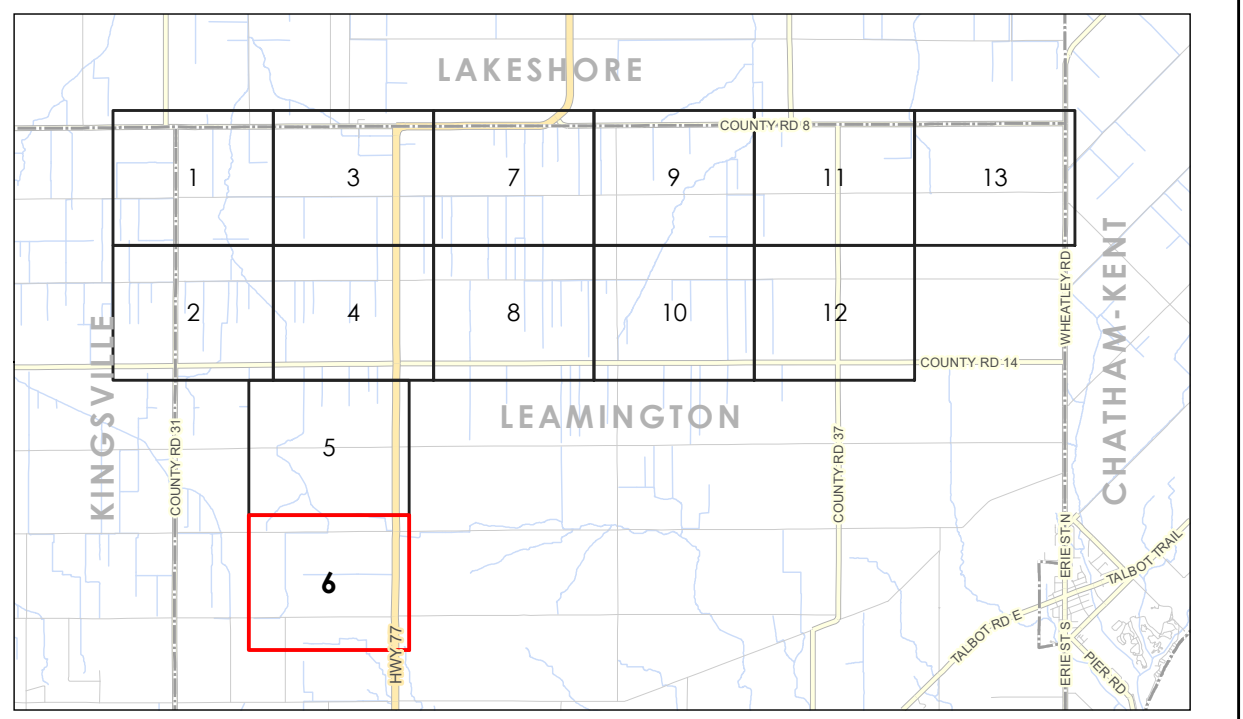 LAKESHORE
COUNTY RD 8
1
3
7
9
11
13
2
4
8
10
12
WHEATLEY RD
CHATHAM-KENT
KINGSVILLE
COUNTY RD 14
LEAMINGTON
COUNTY RD 31
5
COUNTY RD 37
6
ERIE ST N
TALBOT TRAIL
HWY 77
TALBOT RD E
ERIE ST S
PIER RD